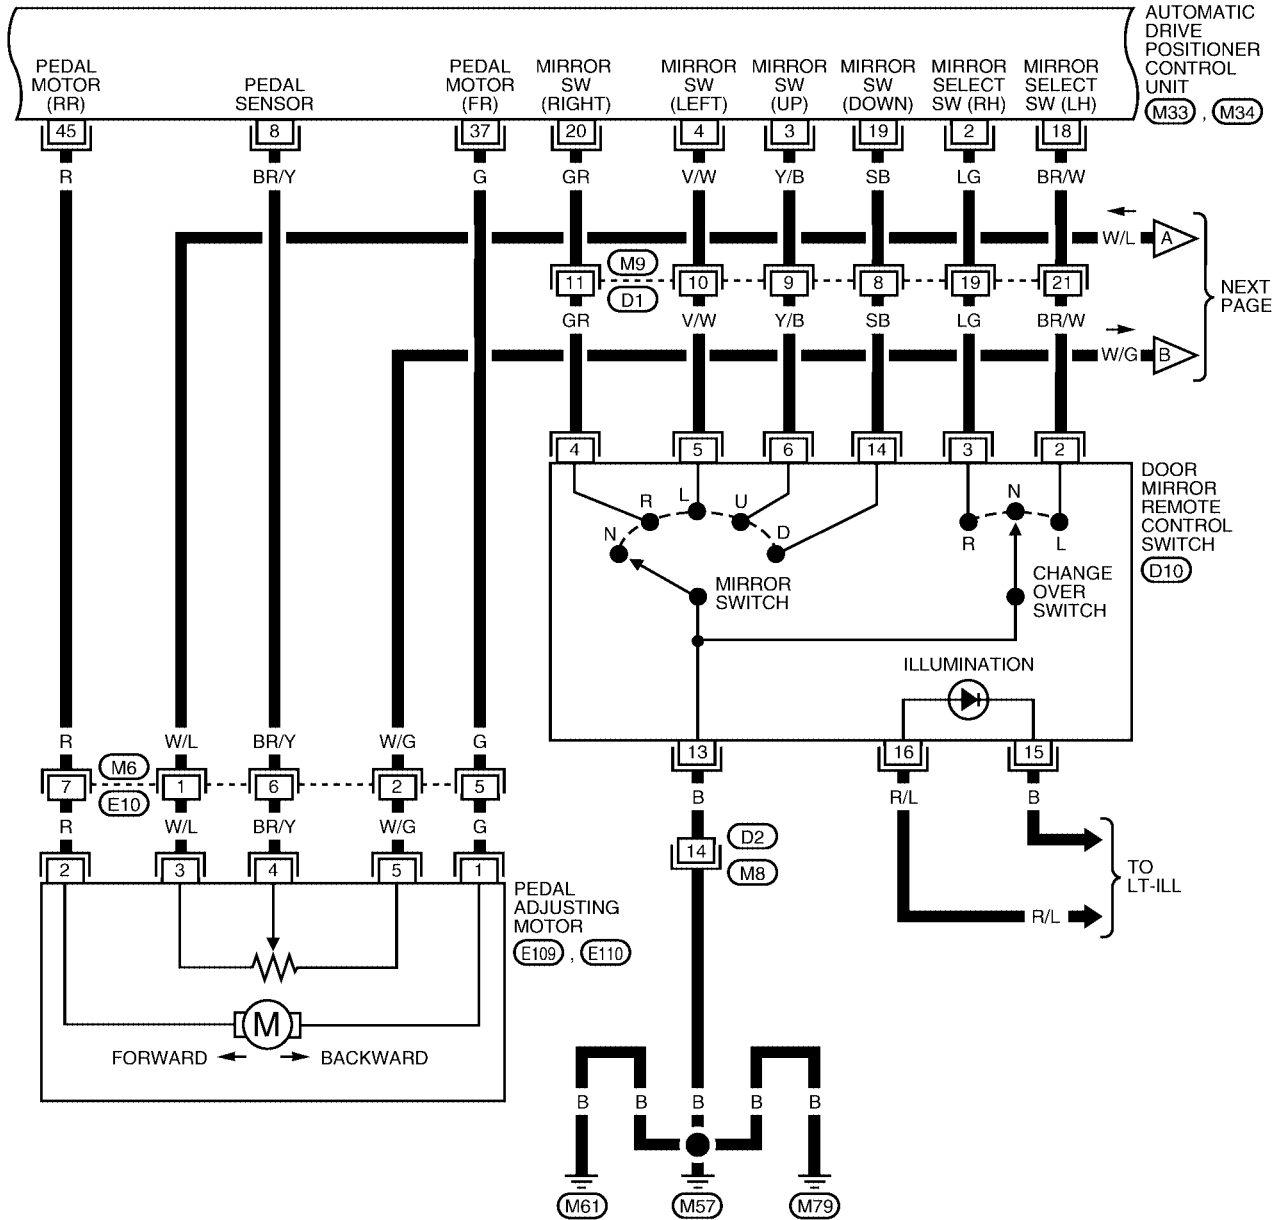 AUTOMATIC
DRIVE
POSITIONER
CONTROL
UNIT
M33 , M34
PEDAL
MOTOR
(RR)
PEDAL
SENSOR
PEDAL
MOTOR
(FR)
MIRROR
SW
(RIGHT)
MIRROR
SW
(LEFT)
MIRROR
SW
(UP)
MIRROR
SW
(DOWN)
MIRROR
SELECT
SW (RH)
MIRROR
SELECT
SW (LH)
45 8 37 20 4 3 19 2 18
R BR/Y G GR V/W Y/B SB LG BR/W
W/L A
M9
11 10 9 8 19 21
D1
NEXT
PAGE
GR V/W Y/B SB LG BR/W
W/G B
4 5 6 14 3 2
DOOR
MIRROR
REMOTE
CONTROL
SWITCH
D10
N R L U D
R N L
MIRROR
SWITCH
CHANGE
OVER
SWITCH
ILLUMINATION
13 16 15
R W/L BR/Y W/G G
M6
7 1 6 2 5
E10
B R/L B
R W/L BR/Y W/G G
D2
14
M8
2 3 4 5 1
TO
LT-ILL
R/L
PEDAL
ADJUSTING
MOTOR
E109 , E110
M
FORWARD BACKWARD
B B B B B
M61 M57 M79